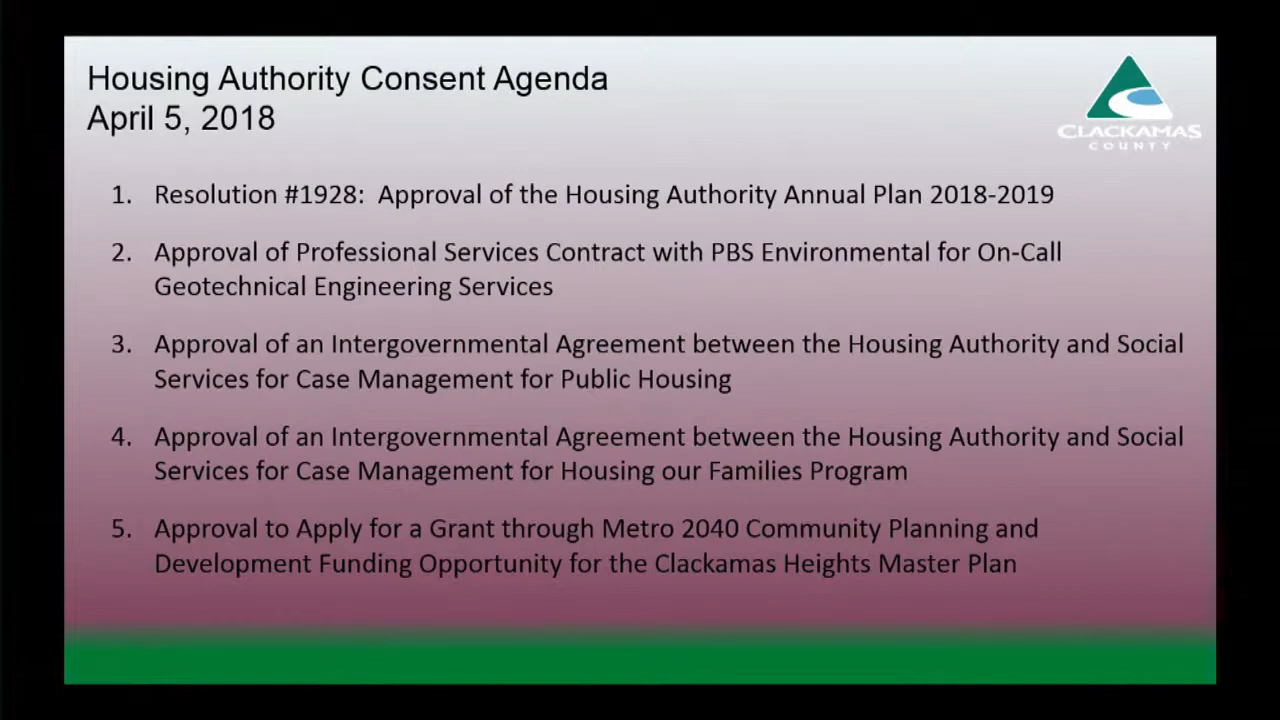 Housing Authority Consent Agenda
April 5, 2018
CLACKAMAS
COUNTY
1. Resolution #1928: Approval of the Housing Authority Annual Plan 2018-2019
2. Approval of Professional Services Contract with PBS Environmental for On-Call
Geotechnical Engineering Services
3. Approval of an Intergovernmental Agreement between the Housing Authority and Social
Services for Case Management for Public Housing
4. Approval of an Intergovernmental Agreement between the Housing Authority and Social
Services for Case Management for Housing our Families Program
5. Approval to Apply for a Grant through Metro 2040 Community Planning and
Development Funding Opportunity for the Clackamas Heights Master Plan